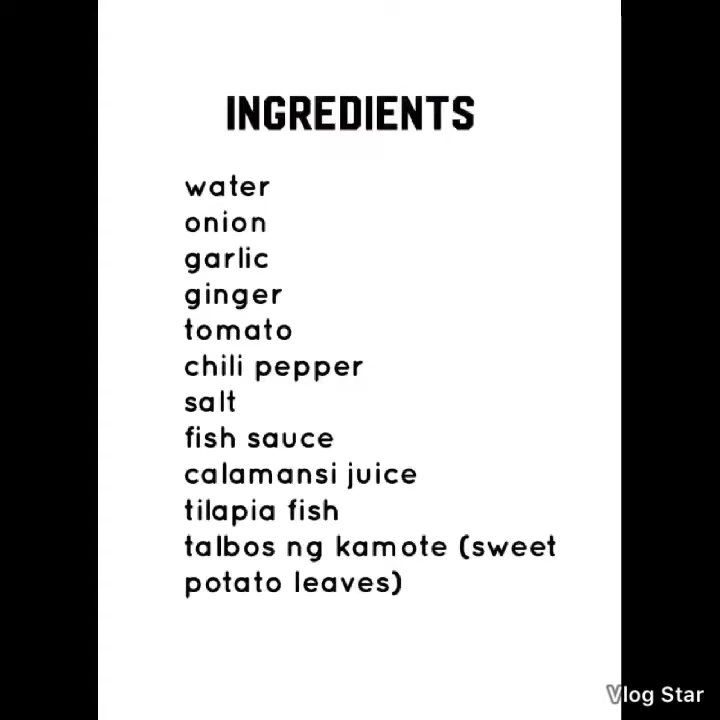 INGREDIENTS
water
onion
garlic
ginger
tomato
chili pepper
salt
fish sauce
calamansi juice
tilapia fish
talbos ng kamote (sweet
potato leaves)
Vlog Star